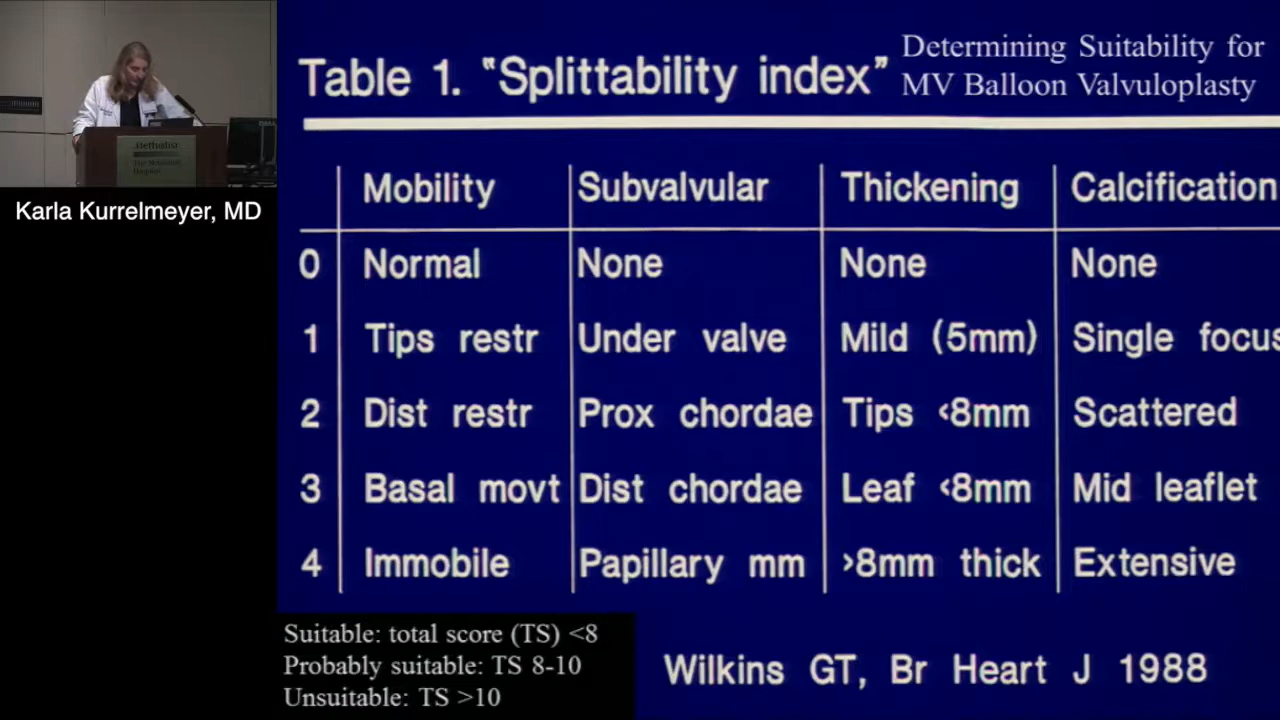 Methodist
Karla Kurrelmeyer, MD
Determining Suitability for
MV Balloon Valvuloplasty
Table 1. "Splittability index"
Mobility Subvalvular Thickening Calcification
0 Normal None None None
1 Tips restr Under valve Mild (5mm) Single focus
2 Dist restr Prox chordae Tips <8mm Scattered
3 Basal movt Dist chordae Leaf <8mm Mid leaflet
4 Immobile Papillary mm >8mm thick Extensive
Suitable: total score (TS) <8
Probably suitable: TS 8-10
Unsuitable: TS >10
Wilkins GT, Br Heart J 1988